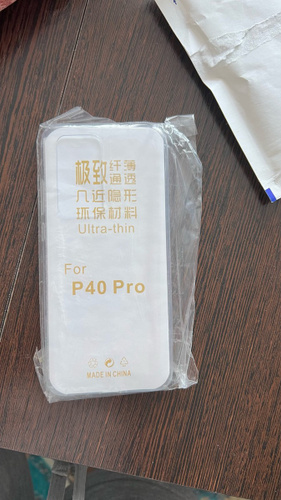 极致纤薄
通透
几近隐形
环保材料
Ultra-thin
For
P40 Pro
MADE IN CHINA